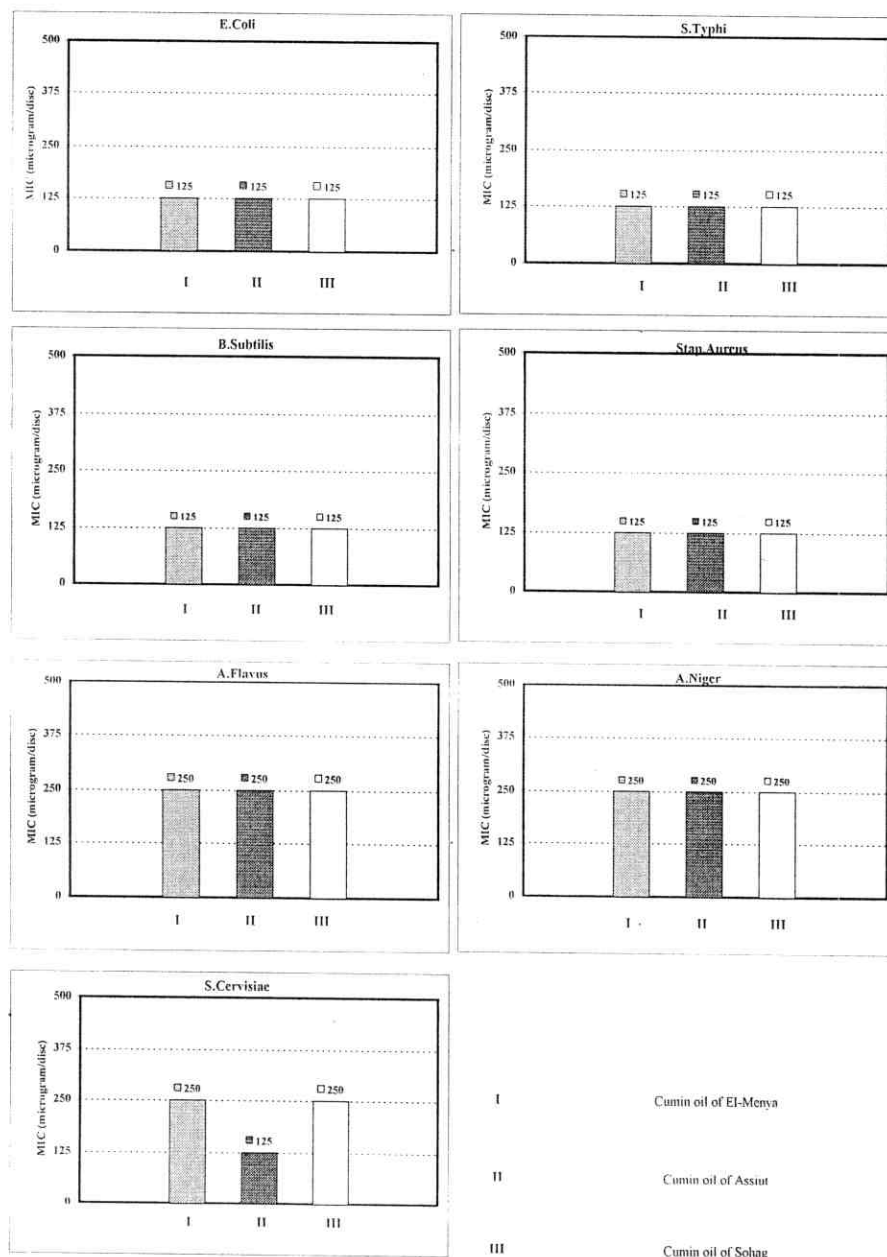 E.Coli
MIC (microgram/disc)
500
375
250
125
0
125 125 125
I II III
S.Typhi
MIC (microgram/disc)
500
375
250
125
0
125 125 125
I II III
B.Subtilis
MIC (microgram/disc)
500
375
250
125
0
125 125 125
I II III
Stap.Aureus
MIC (microgram/disc)
500
375
250
125
0
125 125 125
I II III
A.Flavus
MIC (microgram/disc)
500
375
250
125
0
250 250 250
I II III
A.Niger
MIC (microgram/disc)
500
375
250
125
0
250 250 250
I II III
S.Cervisiae
MIC (microgram/disc)
500
375
250
125
0
250 125 250
I II III
I Cumin oil of El-Menya
II Cumin oil of Assiut
III Cumin oil of Sohag